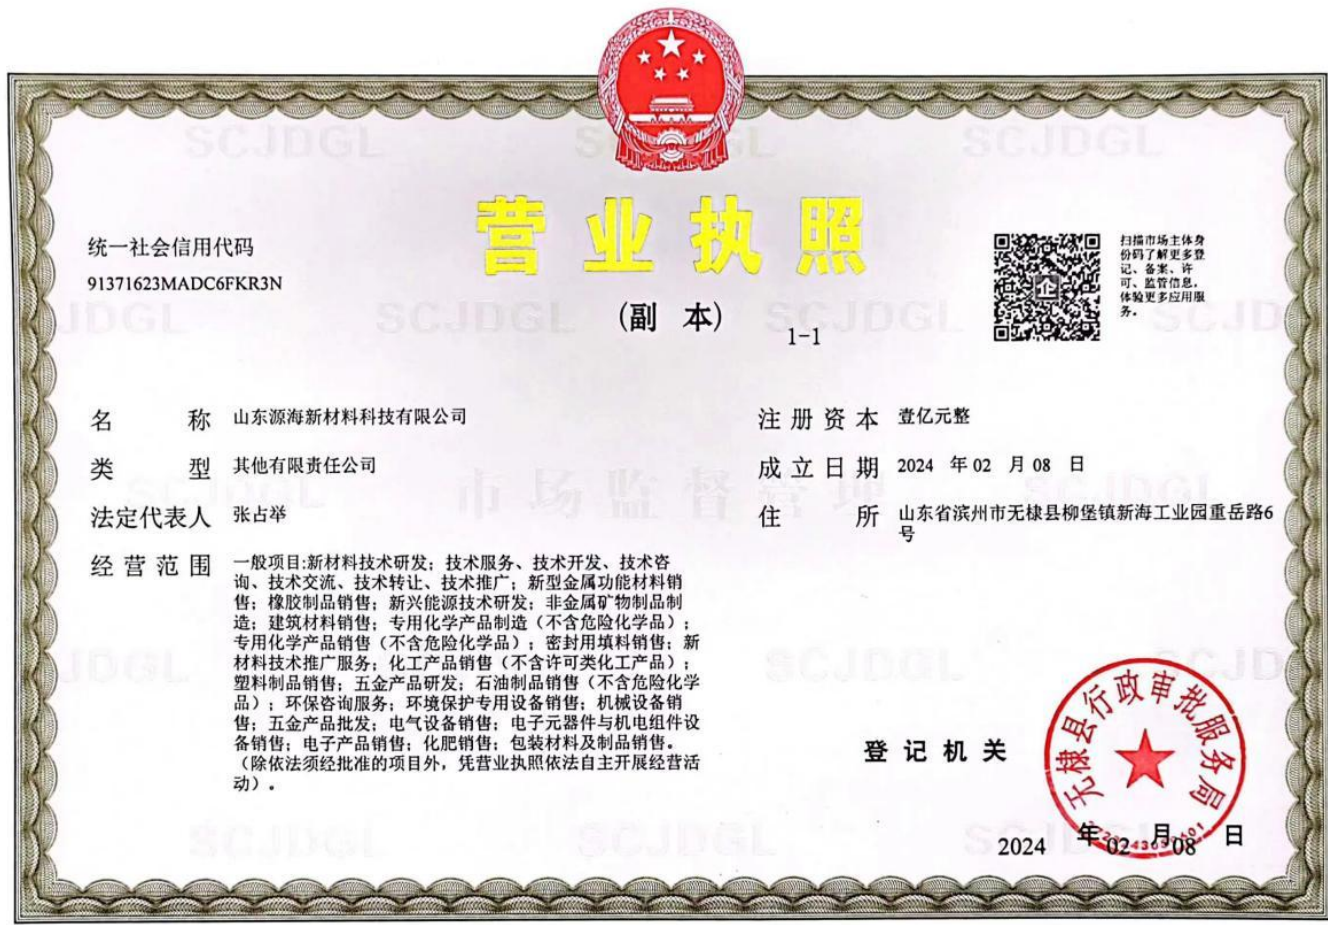 营业执照
(副 本)
1-1
统一社会信用代码
91371623MADC6FKR3N
扫描市场主体身
份码了解更多登
记、备案、许
可、监管信息，
体验更多应用服
务。
名 称 山东源海新材料科技有限公司
类 型 其他有限责任公司
法定代表人 张占举
经营范围 一般项目:新材料技术研发；技术服务、技术开发、技术咨
询、技术交流、技术转让、技术推广；新型金属功能材料销
售；橡胶制品销售；新兴能源技术研发；非金属矿物制品制
造；建筑材料销售；专用化学产品制造（不含危险化学品）；
专用化学产品销售（不含危险化学品）；密封用填料销售；新
材料技术推广服务；化工产品销售（不含许可类化工产品）；
塑料制品销售；五金产品研发；石油制品销售（不含危险化学
品）；环保咨询服务；环境保护专用设备销售；机械设备销
售；五金产品批发；电气设备销售；电子元器件与机电组件设
备销售；电子产品销售；化肥销售；包装材料及制品销售。
（除依法须经批准的项目外，凭营业执照依法自主开展经营活
动）。
注册资本 壹亿元整
成立日期 2024 年 02 月 08 日
住 所 山东省滨州市无棣县柳堡镇新海工业园重岳路6
号
登记机关
无棣县行政审批服务局
2024 年 02 月 08 日
市场监督管理
SCJDGL